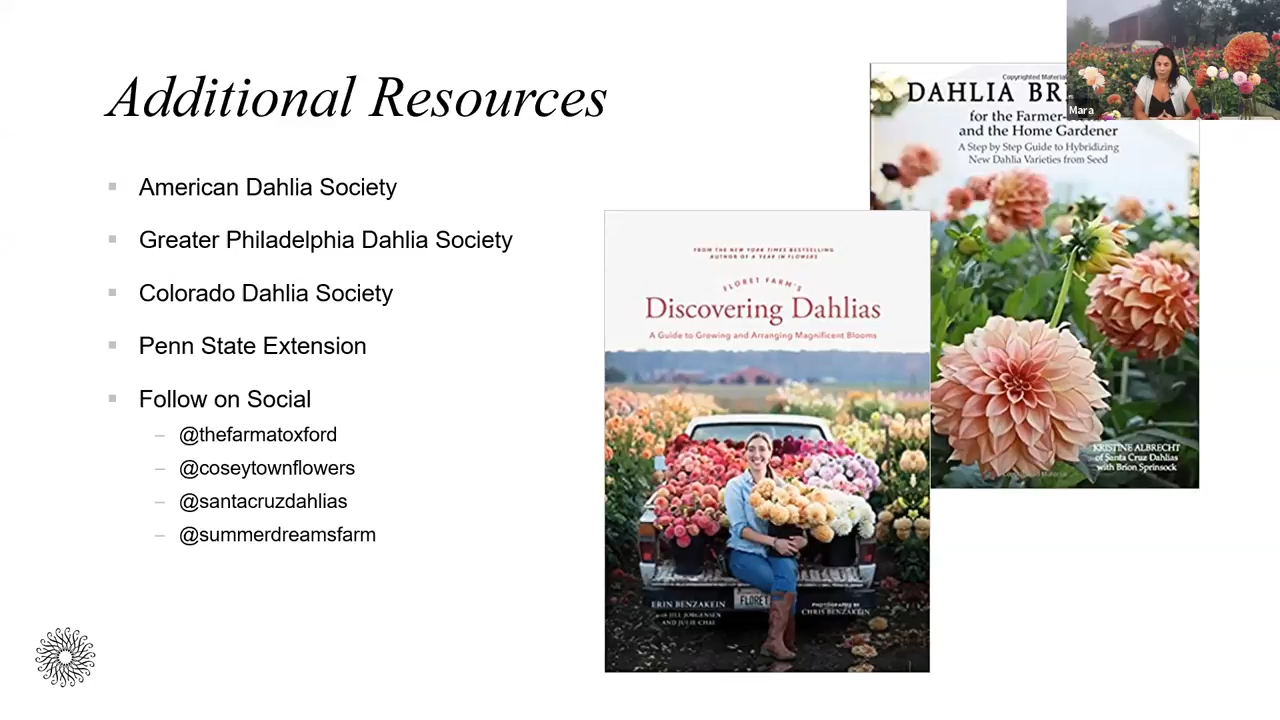 Additional Resources
American Dahlia Society
Greater Philadelphia Dahlia Society
Colorado Dahlia Society
Penn State Extension
Follow on Social
@thefarmatoxford
@coseytownflowers
@santacruzdahlias
@summerdreamsfarm
FROM THE NEW YORK TIMES BESTSELLING
AUTHOR OF A YEAR IN FLOWERS
FLORET FARM'S
Discovering Dahlias
A Guide to Growing and Arranging Magnificent Blooms
FLORET
ERIN BENZAKEIN
with JILL JORGENSEN
AND JULIE CHAI
PHOTOGRAPHS BY
CHRIS BENZAKEIN
Copyrighted Material
DAHLIA BR
for the Farmer-
and the Home Gardener
A Step by Step Guide to Hybridizing
New Dahlia Varieties from Seed
KRISTINE ALBRECHT
of Santa Cruz Dahlias
with Brion Sprinsock
Mara